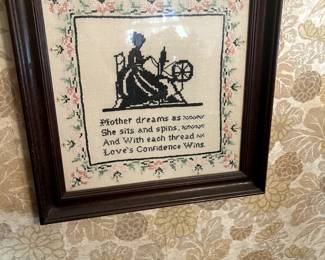 Mother dreams as
She sits and spins,
And With each thread
Love's Confidence Wins.